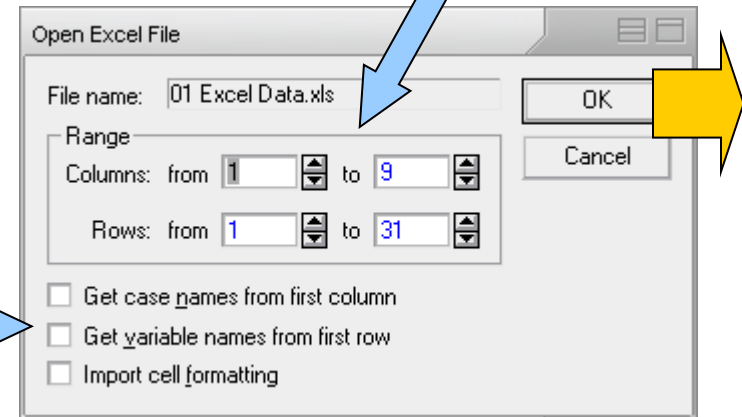 Open Excel File
File name: 01 Excel Data.xls
OK
Range
Cancel
Columns: from 1 to 9
Rows: from 1 to 31
Get case names from first column
Get variable names from first row
Import cell formatting